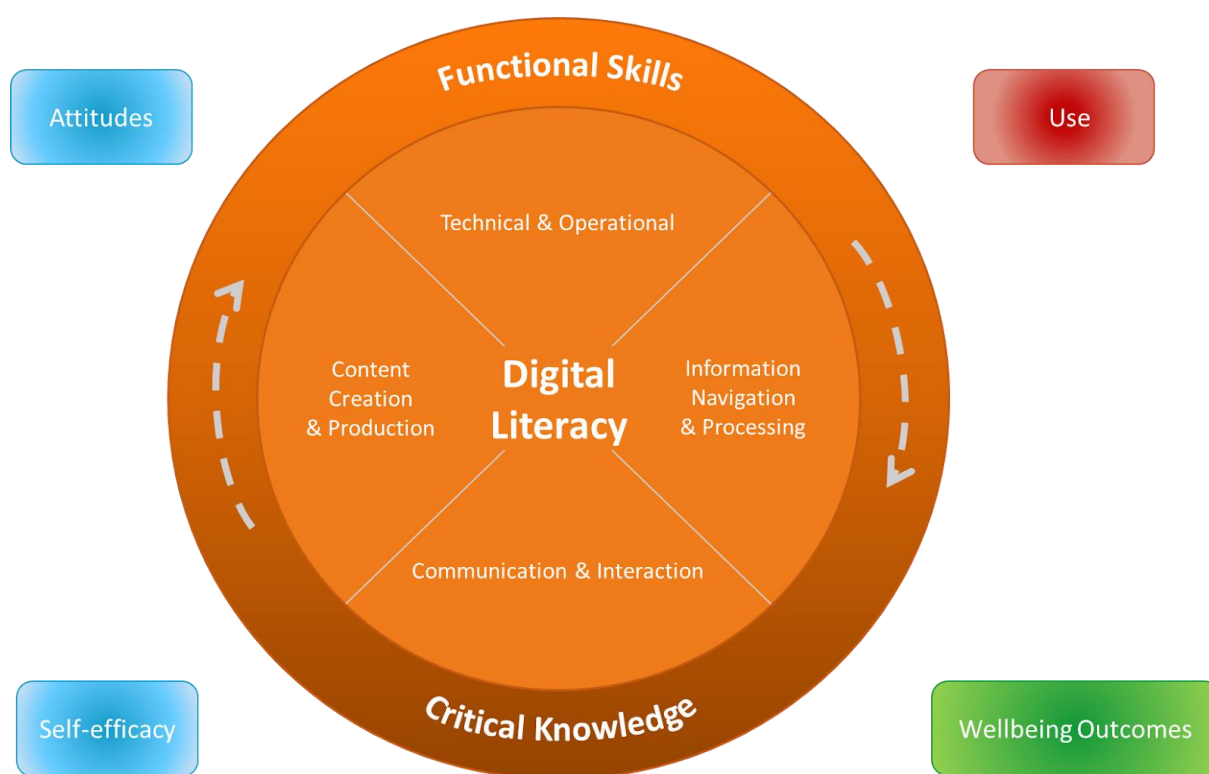 Functional Skills
Attitudes
Use
Technical & Operational
Content
Creation
& Production
Digital
Literacy
Information
Navigation
& Processing
Communication & Interaction
Critical Knowledge
Self-efficacy
Wellbeing Outcomes